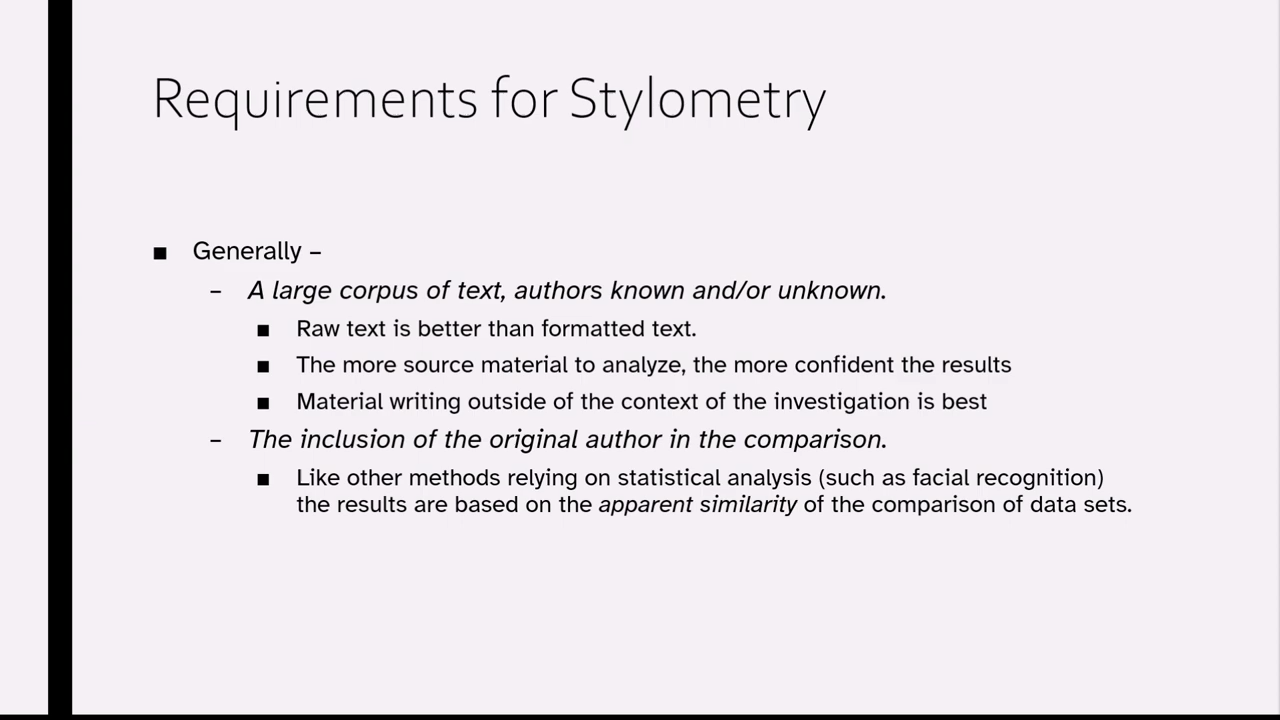 Requirements for Stylometry
■ Generally –
– A large corpus of text, authors known and/or unknown.
■ Raw text is better than formatted text.
■ The more source material to analyze, the more confident the results
■ Material writing outside of the context of the investigation is best
– The inclusion of the original author in the comparison.
■ Like other methods relying on statistical analysis (such as facial recognition)
the results are based on the apparent similarity of the comparison of data sets.